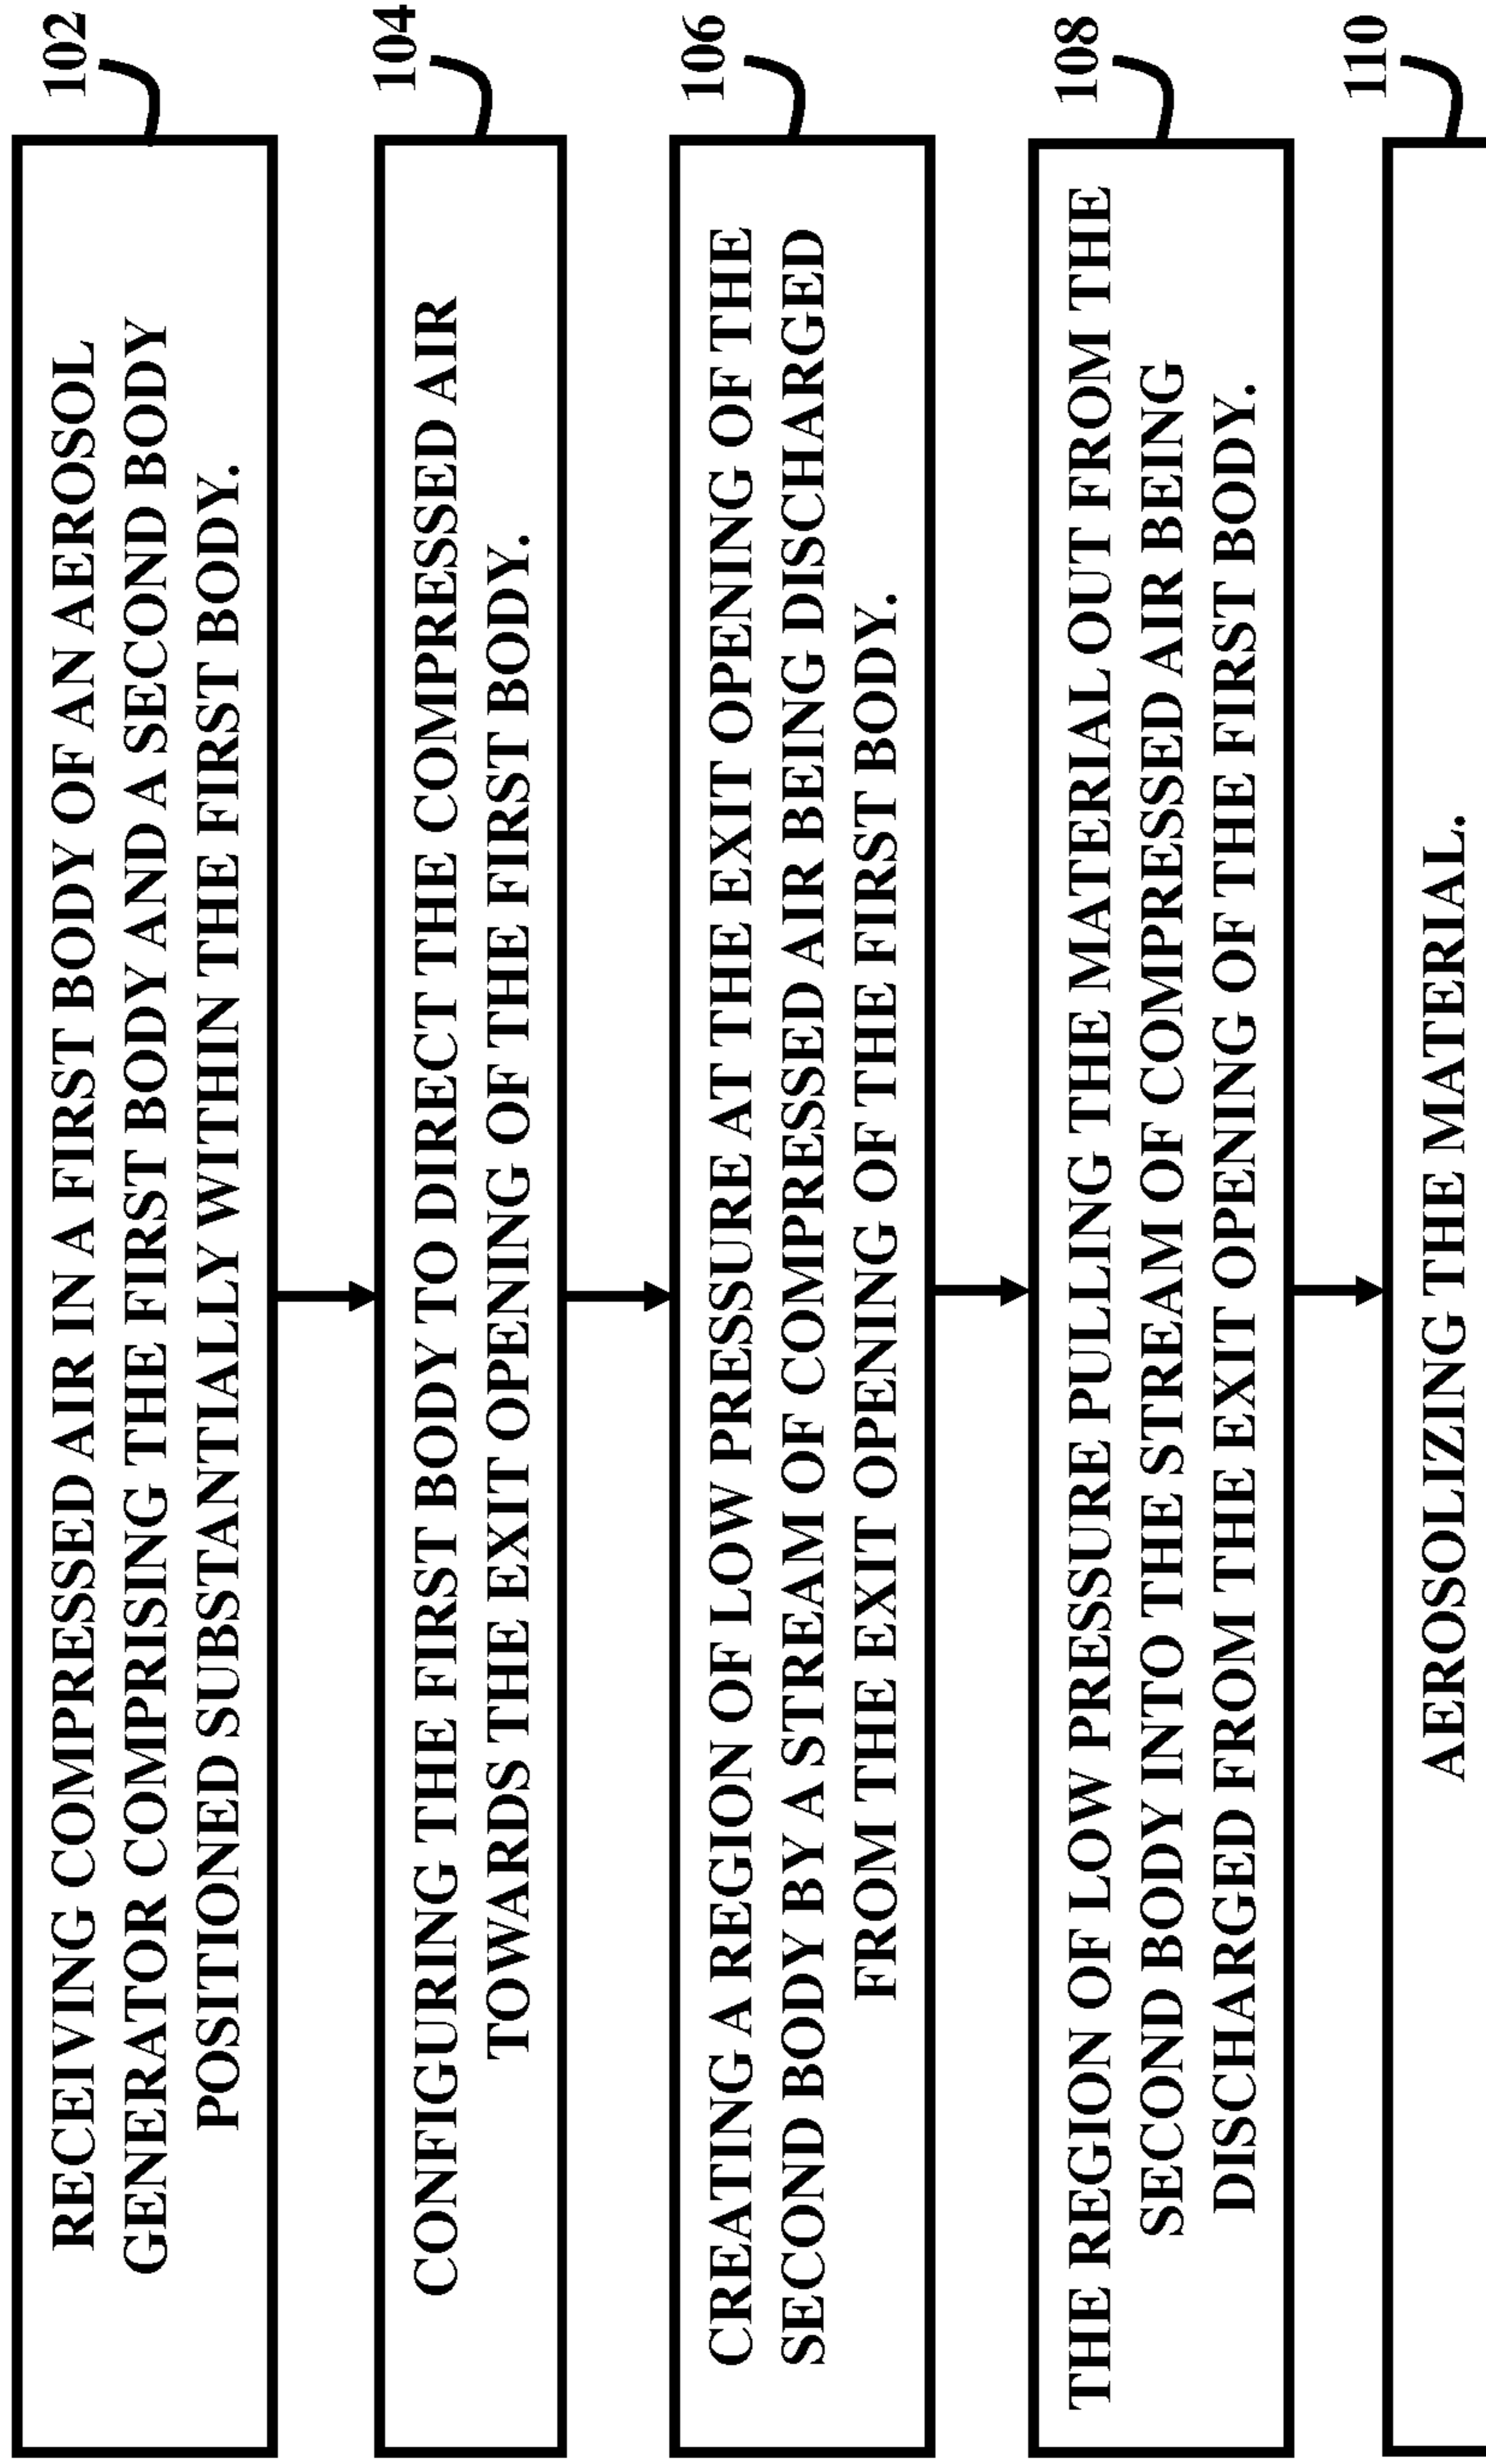 102
RECEIVING COMPRESSED AIR IN A FIRST BODY OF AN AEROSOL
GENERATOR COMPRISING THE FIRST BODY AND A SECOND BODY
POSITIONED SUBSTANTIALLY WITHIN THE FIRST BODY.
104
CONFIGURING THE FIRST BODY TO DIRECT THE COMPRESSED AIR
TOWARDS THE EXIT OPENING OF THE FIRST BODY.
106
CREATING A REGION OF LOW PRESSURE AT THE EXIT OPENING OF THE
SECOND BODY BY A STREAM OF COMPRESSED AIR BEING DISCHARGED
FROM THE EXIT OPENING OF THE FIRST BODY.
108
THE REGION OF LOW PRESSURE PULLING THE MATERIAL OUT FROM THE
SECOND BODY INTO THE STREAM OF COMPRESSED AIR BEING
DISCHARGED FROM THE EXIT OPENING OF THE FIRST BODY.
110
AEROSOLIZING THE MATERIAL.